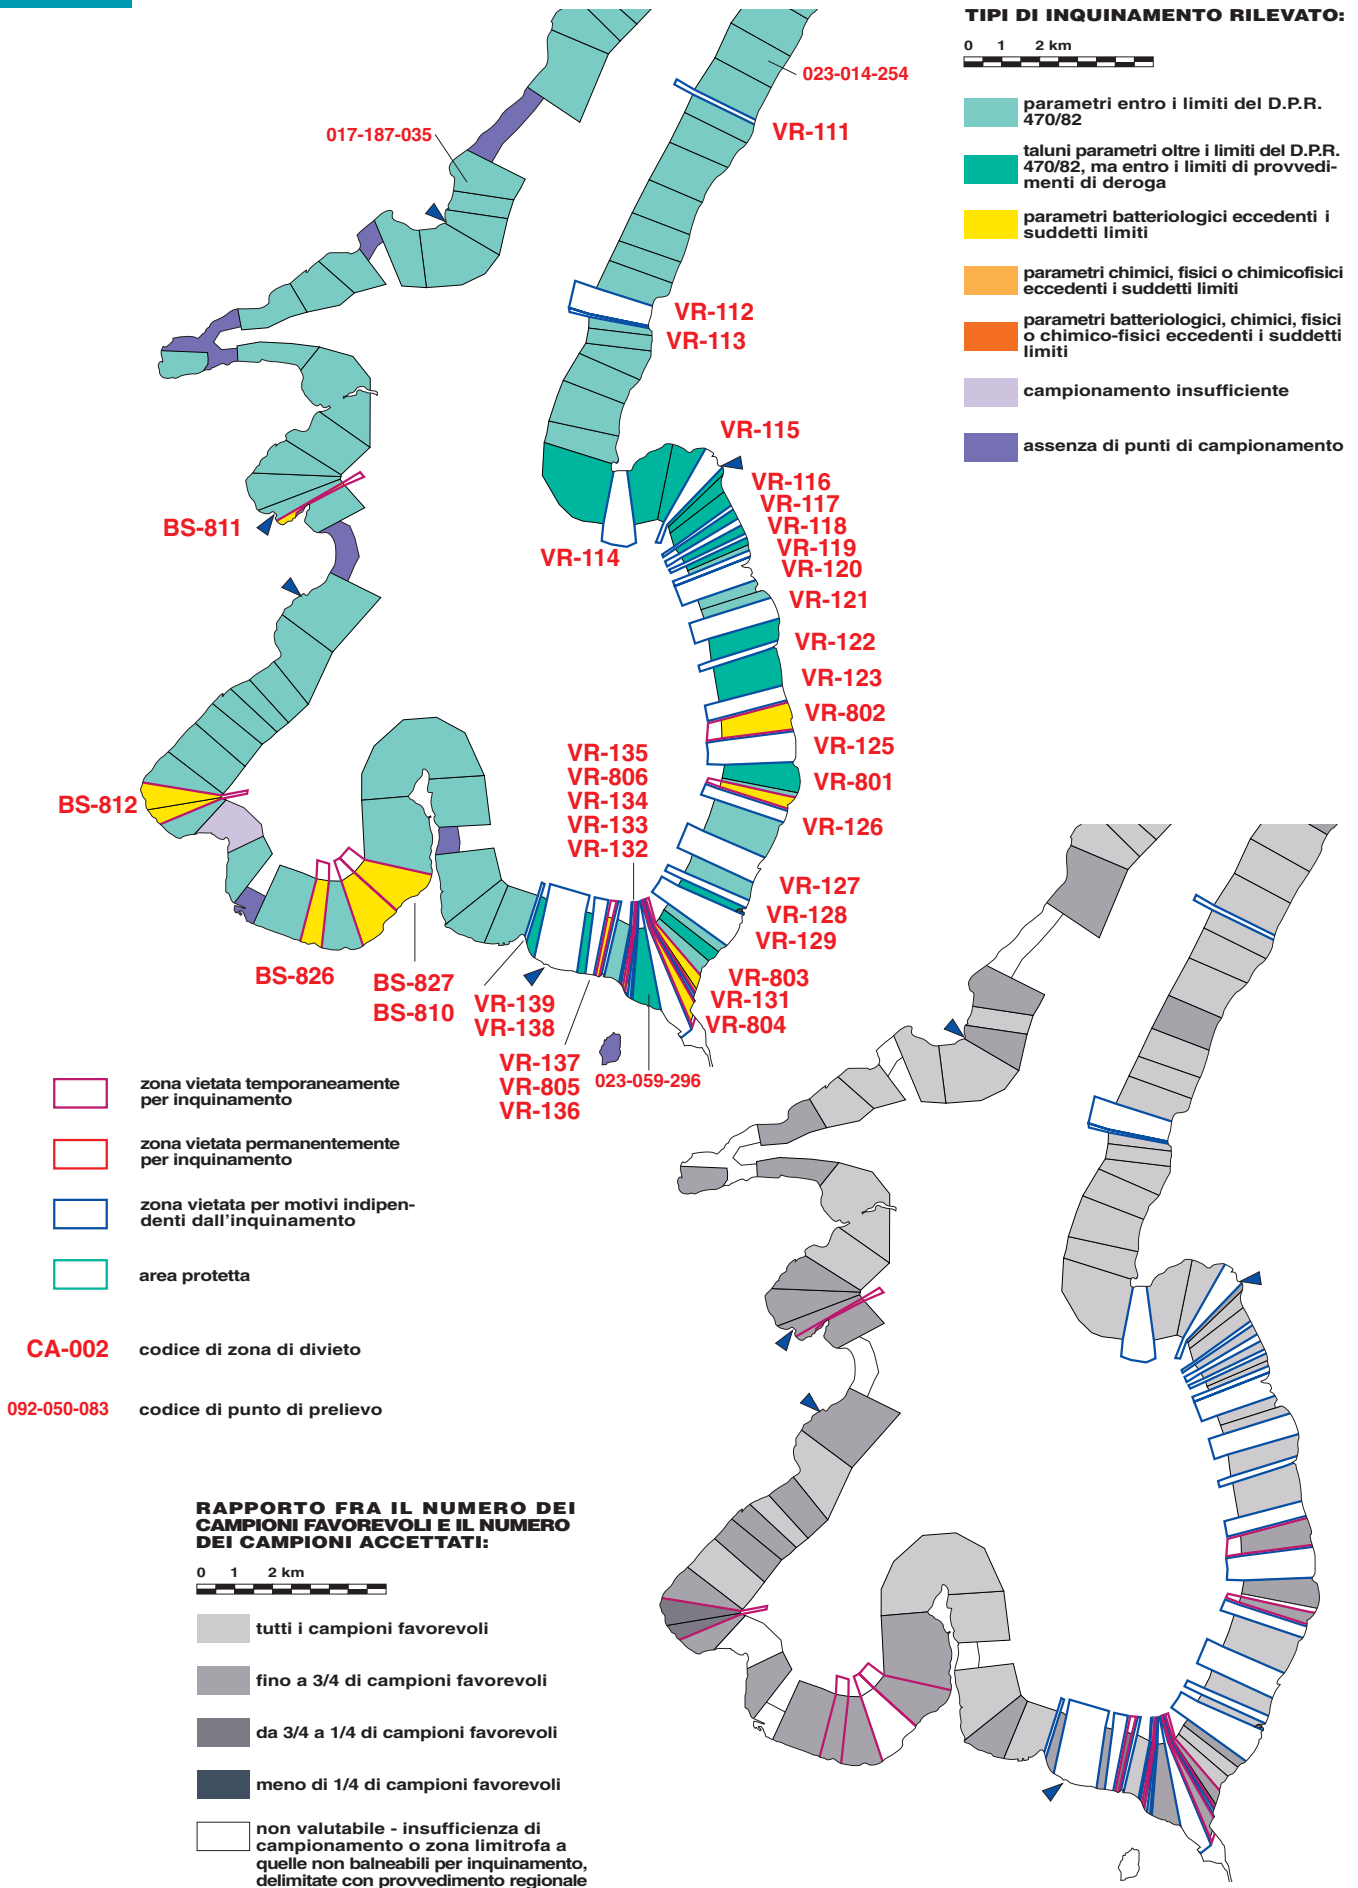 TIPI DI INQUINAMENTO RILEVATO:
0 1 2 km
parametri entro i limiti del D.P.R.
470/82
taluni parametri oltre i limiti del D.P.R.
470/82, ma entro i limiti di provvedi-
menti di deroga
parametri batteriologici eccedenti i
suddetti limiti
parametri chimici, fisici o chimicofisici
eccedenti i suddetti limiti
parametri batteriologici, chimici, fisici
o chimico-fisici eccedenti i suddetti
limiti
campionamento insufficiente
assenza di punti di campionamento
023-014-254
017-187-035
VR-111
VR-112
VR-113
VR-115
VR-116
VR-117
VR-118
VR-119
VR-120
VR-114
VR-121
VR-122
VR-123
VR-802
VR-125
VR-801
VR-126
VR-127
VR-128
VR-129
VR-803
VR-131
VR-804
BS-811
BS-812
VR-135
VR-806
VR-134
VR-133
VR-132
BS-826
BS-827
BS-810
VR-139
VR-138
VR-137
VR-805
VR-136
023-059-296
zona vietata temporaneamente
per inquinamento
zona vietata permanentemente
per inquinamento
zona vietata per motivi indipen-
denti dall'inquinamento
area protetta
CA-002 codice di zona di divieto
092-050-083 codice di punto di prelievo
RAPPORTO FRA IL NUMERO DEI
CAMPIONI FAVOREVOLI E IL NUMERO
DEI CAMPIONI ACCETTATI:
0 1 2 km
tutti i campioni favorevoli
fino a 3/4 di campioni favorevoli
da 3/4 a 1/4 di campioni favorevoli
meno di 1/4 di campioni favorevoli
non valutabile - insufficienza di
campionamento o zona limitrofa a
quelle non balneabili per inquinamento,
delimitate con provvedimento regionale